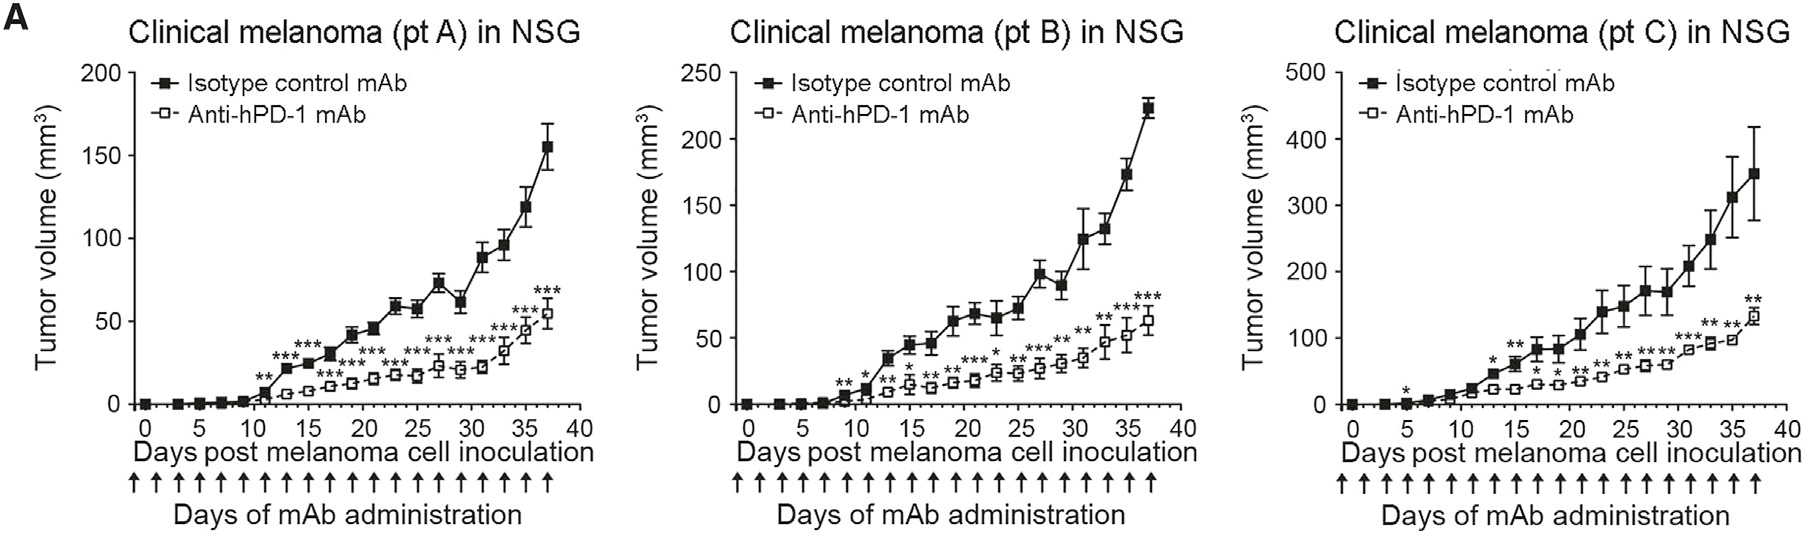 A
Clinical melanoma (pt A) in NSG
Tumor volume (mm³)
200
150
100
50
0
Isotype control mAb
Anti-hPD-1 mAb
** *** *** *** *** *** *** *** *** *** *** *** *** ***
0 5 10 15 20 25 30 35 40
Days post melanoma cell inoculation
Days of mAb administration
Clinical melanoma (pt B) in NSG
Tumor volume (mm³)
250
200
150
100
50
0
Isotype control mAb
Anti-hPD-1 mAb
** * ** * ** ** *** * ** *** ** ** ** *** ***
0 5 10 15 20 25 30 35 40
Days post melanoma cell inoculation
Days of mAb administration
Clinical melanoma (pt C) in NSG
Tumor volume (mm³)
500
400
300
200
100
0
Isotype control mAb
Anti-hPD-1 mAb
* * ** * * ** ** ** ** ** *** ** ** **
0 5 10 15 20 25 30 35 40
Days post melanoma cell inoculation
Days of mAb administration